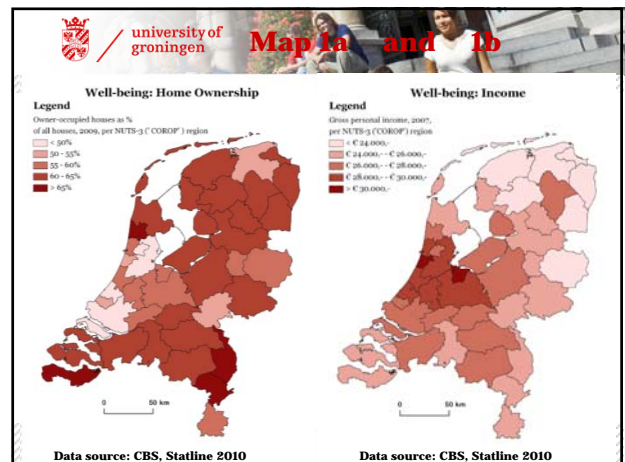 university of
groningen
Map 1a and 1b
Well-being: Home Ownership
Legend
Owner-occupied houses as %
of all houses, 2009, per NUTS-3 ('COROP') region
< 50%
50 - 55%
55 - 60%
60 - 65%
> 65%
0 50 km
Data source: CBS, Statline 2010
Well-being: Income
Legend
Gross personal income, 2007,
per NUTS-3 ('COROP') region
< € 24.000,-
€ 24.000,- - € 26.000,-
€ 26.000,- - € 28.000,-
€ 28.000,- - € 30.000,-
> € 30.000,-
0 50 km
Data source: CBS, Statline 2010